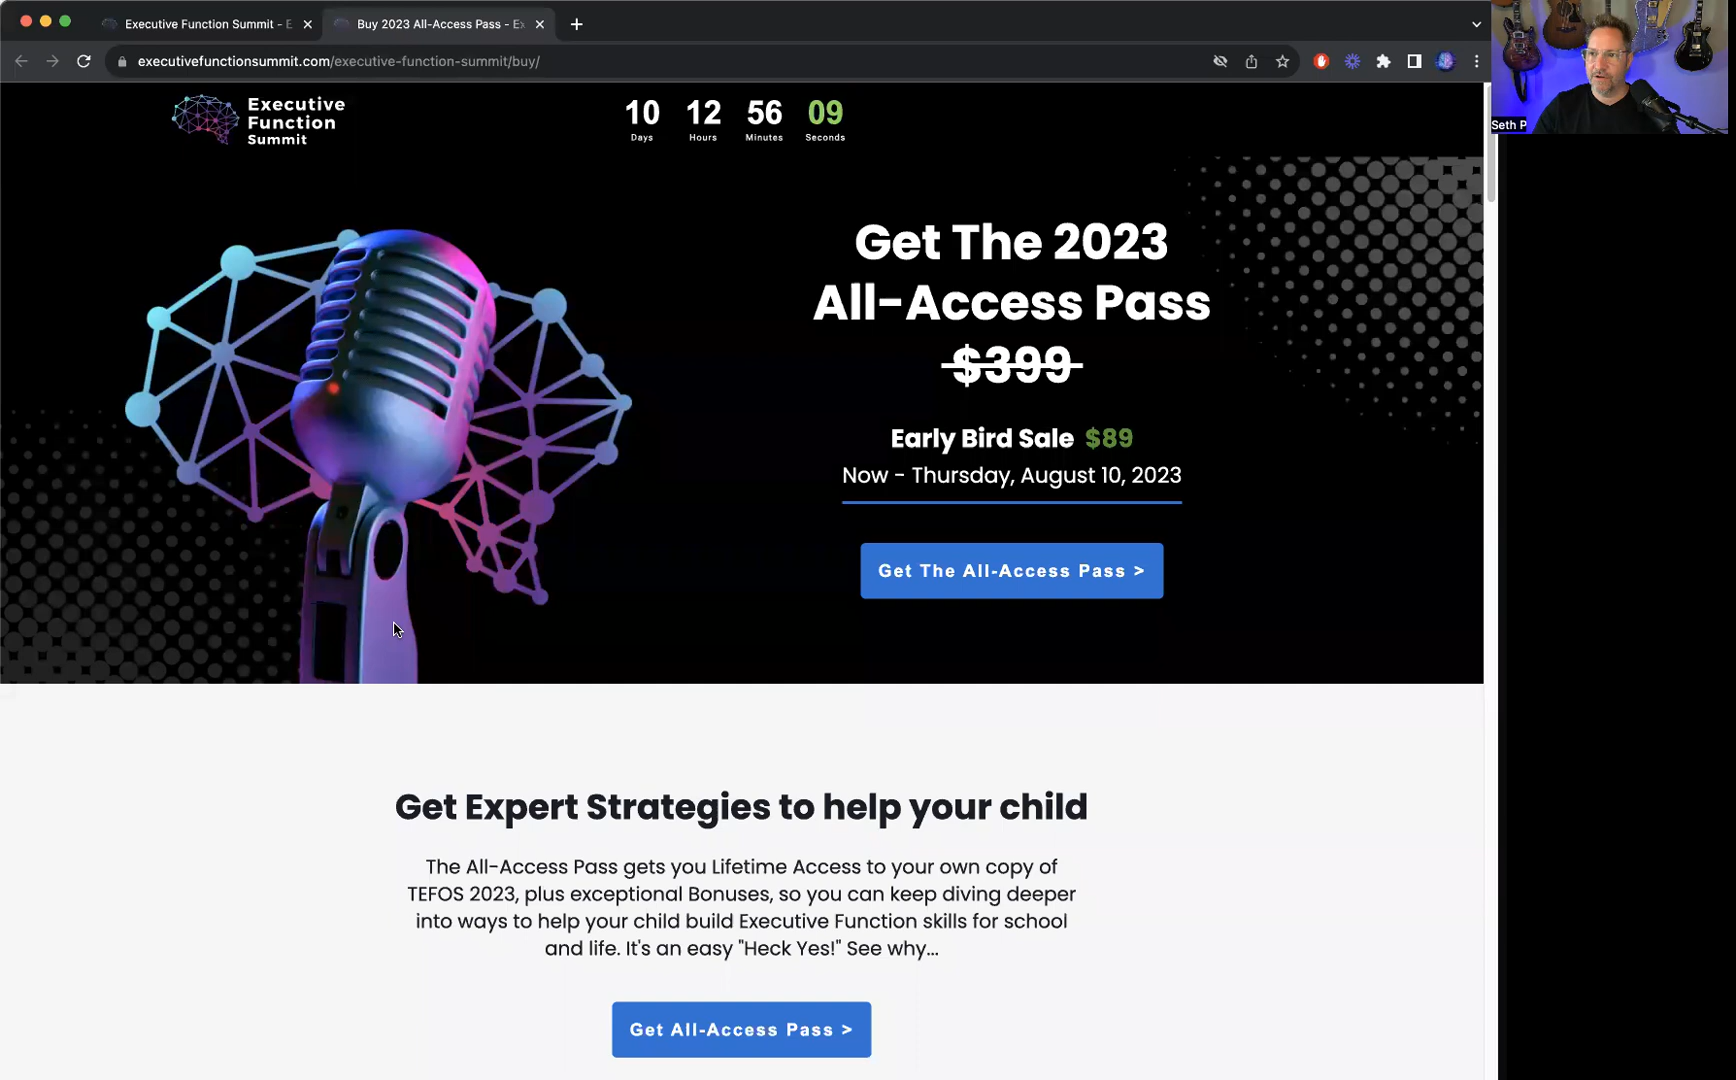 Executive Function Summit - E
Buy 2023 All-Access Pass - Ex
executivefunctionsummit.com/executive-function-summit/buy/
Seth P
Executive
Function
Summit
10 12 56 09
Days Hours Minutes Seconds
Get The 2023
All-Access Pass
$399
Early Bird Sale $89
Now - Thursday, August 10, 2023
Get The All-Access Pass >
Get Expert Strategies to help your child
The All-Access Pass gets you Lifetime Access to your own copy of
TEFOS 2023, plus exceptional Bonuses, so you can keep diving deeper
into ways to help your child build Executive Function skills for school
and life. It's an easy "Heck Yes!" See why...
Get All-Access Pass >